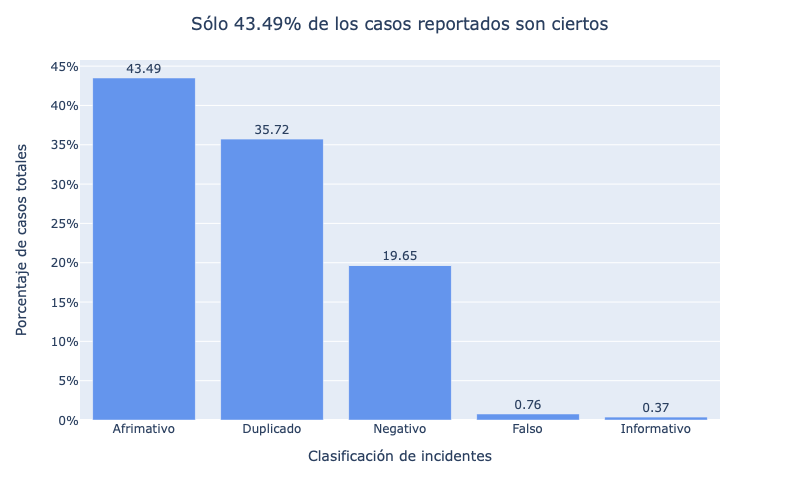 Sólo 43.49% de los casos reportados son ciertos
Porcentaje de casos totales
45%
40%
35%
30%
25%
20%
15%
10%
5%
0%
43.49
35.72
19.65
0.76
0.37
Afrimativo
Duplicado
Negativo
Falso
Informativo
Clasificación de incidentes